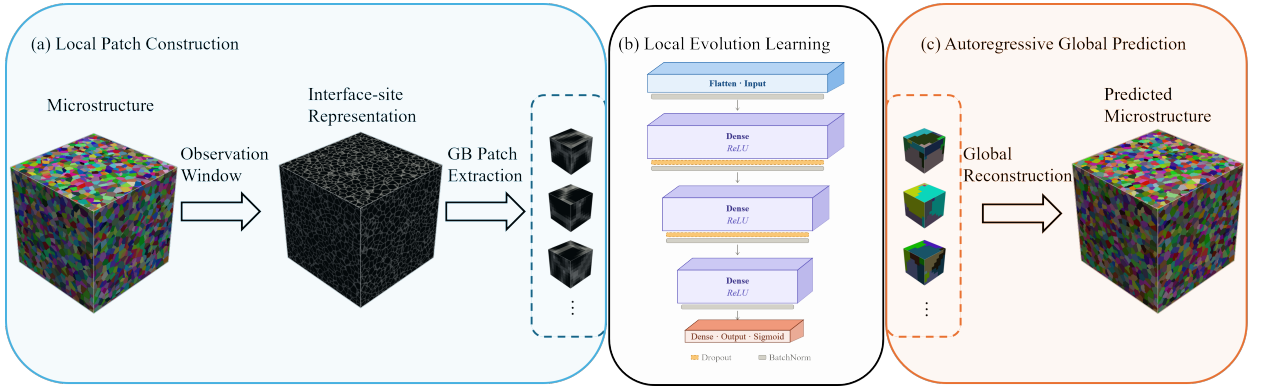 (a) Local Patch Construction
Microstructure
Observation
Window
Interface-site
Representation
GB Patch
Extraction
(b) Local Evolution Learning
Flatten · Input
Dense
ReLU
Dense
ReLU
Dense
ReLU
Dense · Output · Sigmoid
Dropout
BatchNorm
(c) Autoregressive Global Prediction
Global
Reconstruction
Predicted
Microstructure